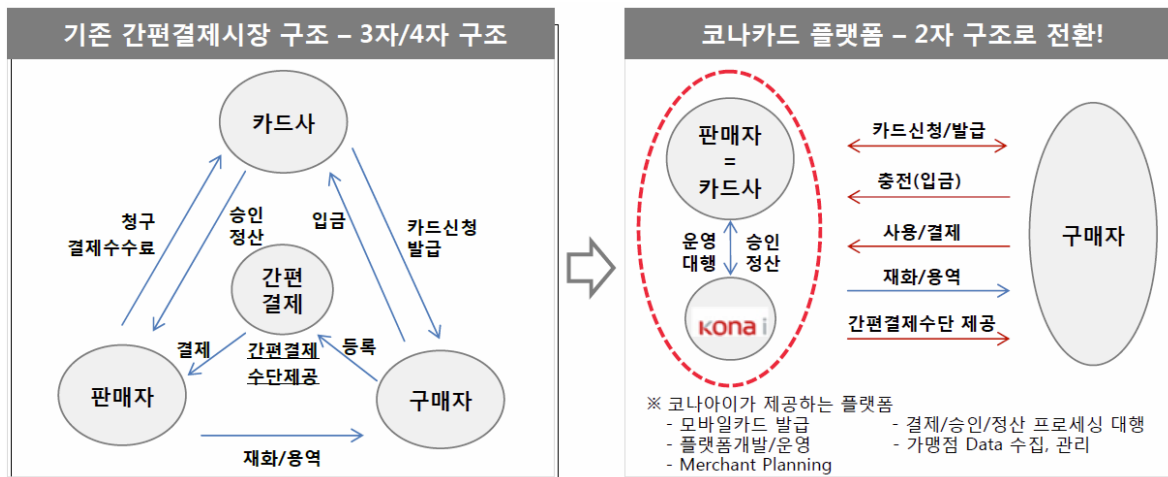 기존 간편결제시장 구조 – 3자/4자 구조
카드사
청구
결제수수료
승인
정산
입금
카드신청
발급
간편
결제
결제
간편결제
수단제공
등록
판매자
구매자
재화/용역
코나카드 플랫폼 – 2자 구조로 전환!
판매자
=
카드사
운영
대행
승인
정산
kona i
카드신청/발급
충전(입금)
사용/결제
재화/용역
간편결제수단 제공
구매자
※ 코나아이가 제공하는 플랫폼
- 모바일카드 발급
- 플랫폼개발/운영
- Merchant Planning
- 결제/승인/정산 프로세싱 대행
- 가맹점 Data 수집, 관리